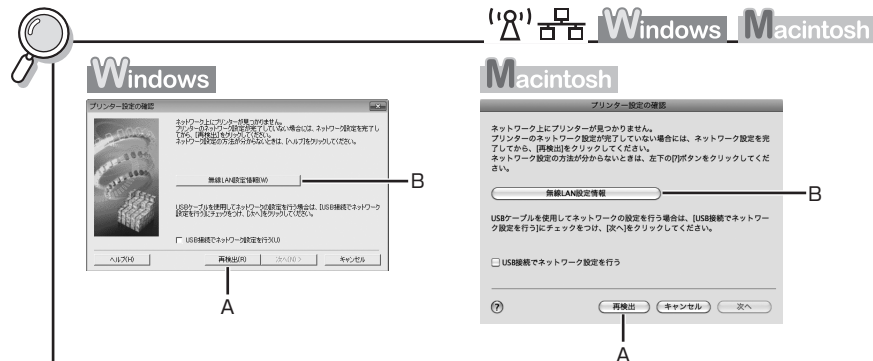 Windows Macintosh
Windows
プリンター設定の確認
ネットワーク上にプリンターが見つかりません。
プリンターのネットワーク設定が完了していない場合には、ネットワーク設定を完了し
てから、[再検出]をクリックしてください。
ネットワーク設定の方法が分からないときは、[ヘルプ]をクリックしてください。
無線LAN設定情報(W)
B
USBケーブルを使用してネットワークの設定を行う場合は、[USB接続でネットワーク
設定を行う]にチェックをつけ、[次へ]をクリックしてください。
USB接続でネットワーク設定を行う(U)
ヘルプ(H) 再検出(R) 次へ(N) > キャンセル
A
Macintosh
プリンター設定の確認
ネットワーク上にプリンターが見つかりません。
プリンターのネットワーク設定が完了していない場合には、ネットワーク設定を完
了してから、[再検出]をクリックしてください。
ネットワーク設定の方法が分からないときは、左下の[?]ボタンをクリックしてくだ
さい。
無線LAN設定情報
B
USBケーブルを使用してネットワークの設定を行う場合は、[USB接続でネットワー
ク設定を行う]にチェックをつけ、[次へ]をクリックしてください。
USB接続でネットワーク設定を行う
? 再検出 キャンセル 次へ
A